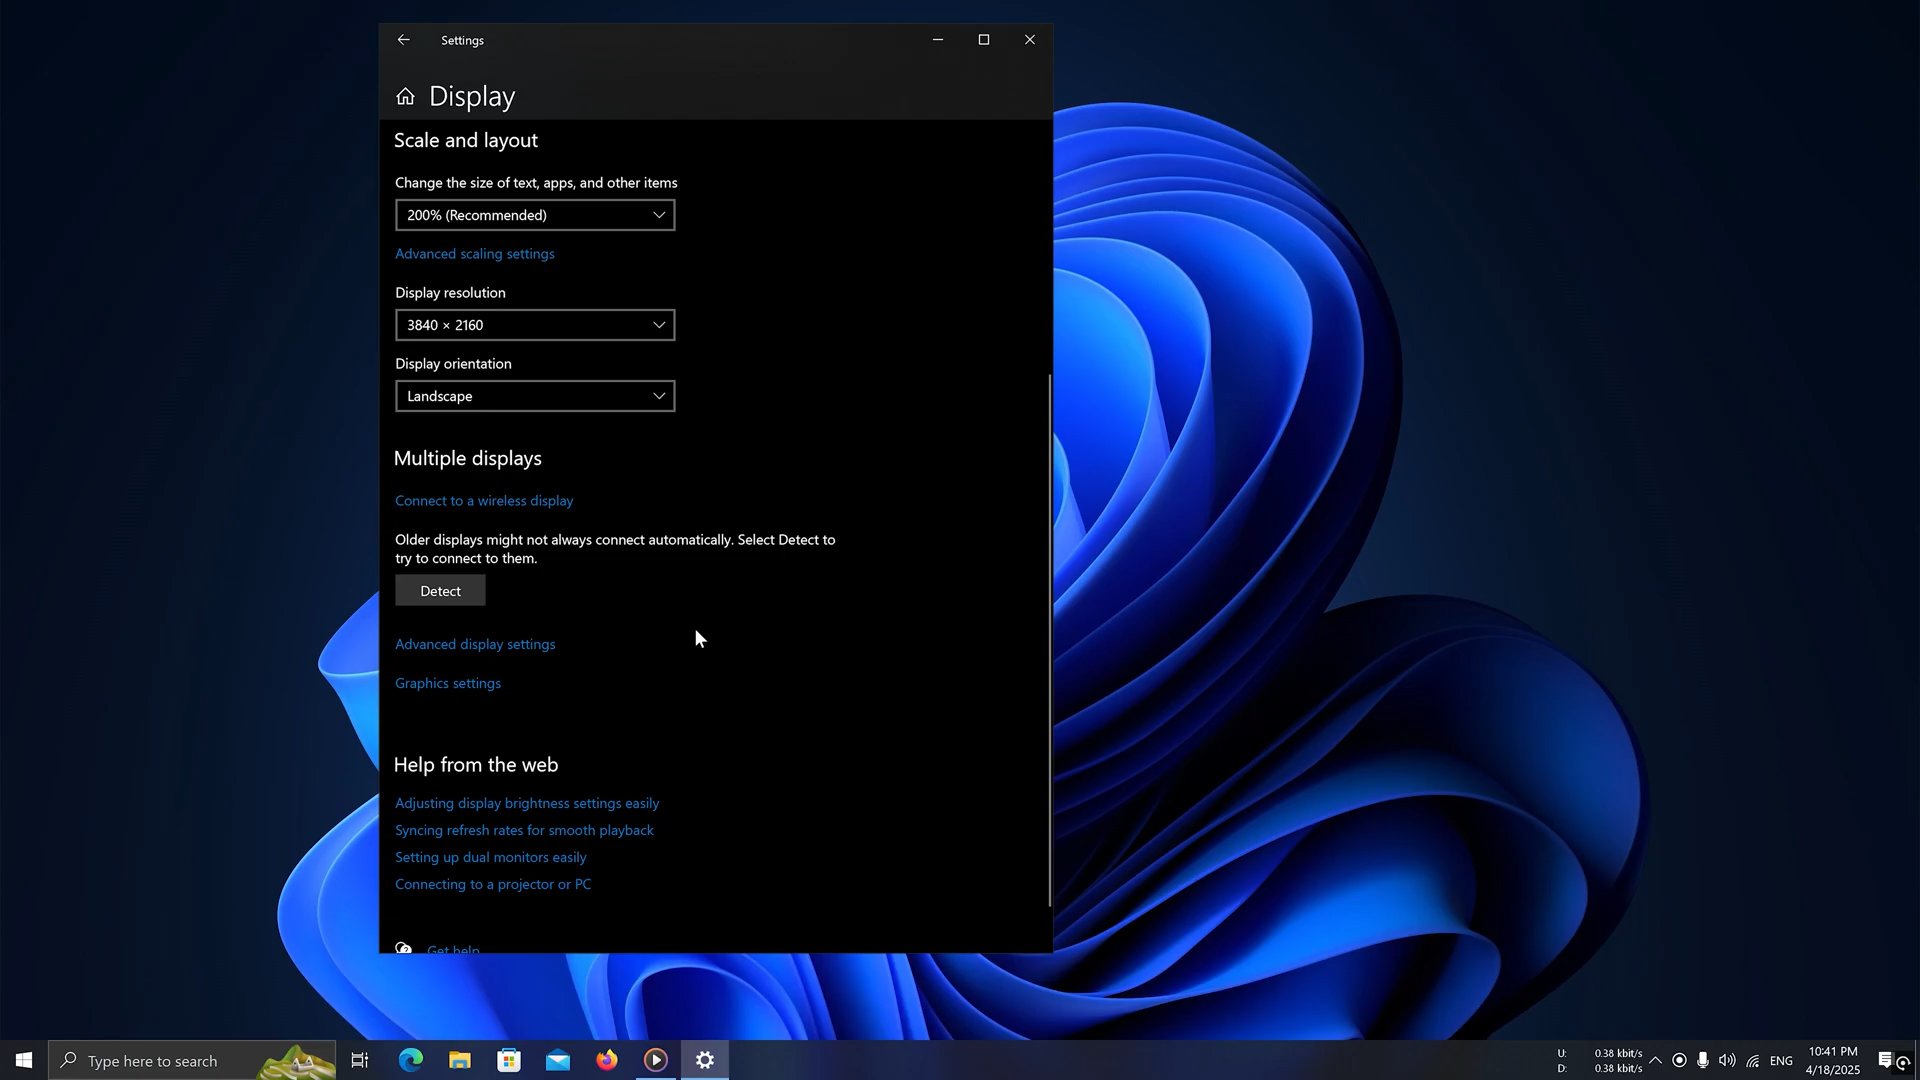 Settings
Display
Scale and layout
Change the size of text, apps, and other items
200% (Recommended)
Advanced scaling settings
Display resolution
3840 × 2160
Display orientation
Landscape
Multiple displays
Connect to a wireless display
Older displays might not always connect automatically. Select Detect to
try to connect to them.
Detect
Advanced display settings
Graphics settings
Help from the web
Adjusting display brightness settings easily
Syncing refresh rates for smooth playback
Setting up dual monitors easily
Connecting to a projector or PC
Get help
Type here to search
U: 0.38 kbit/s
D: 0.38 kbit/s
ENG
10:41 PM
4/18/2025